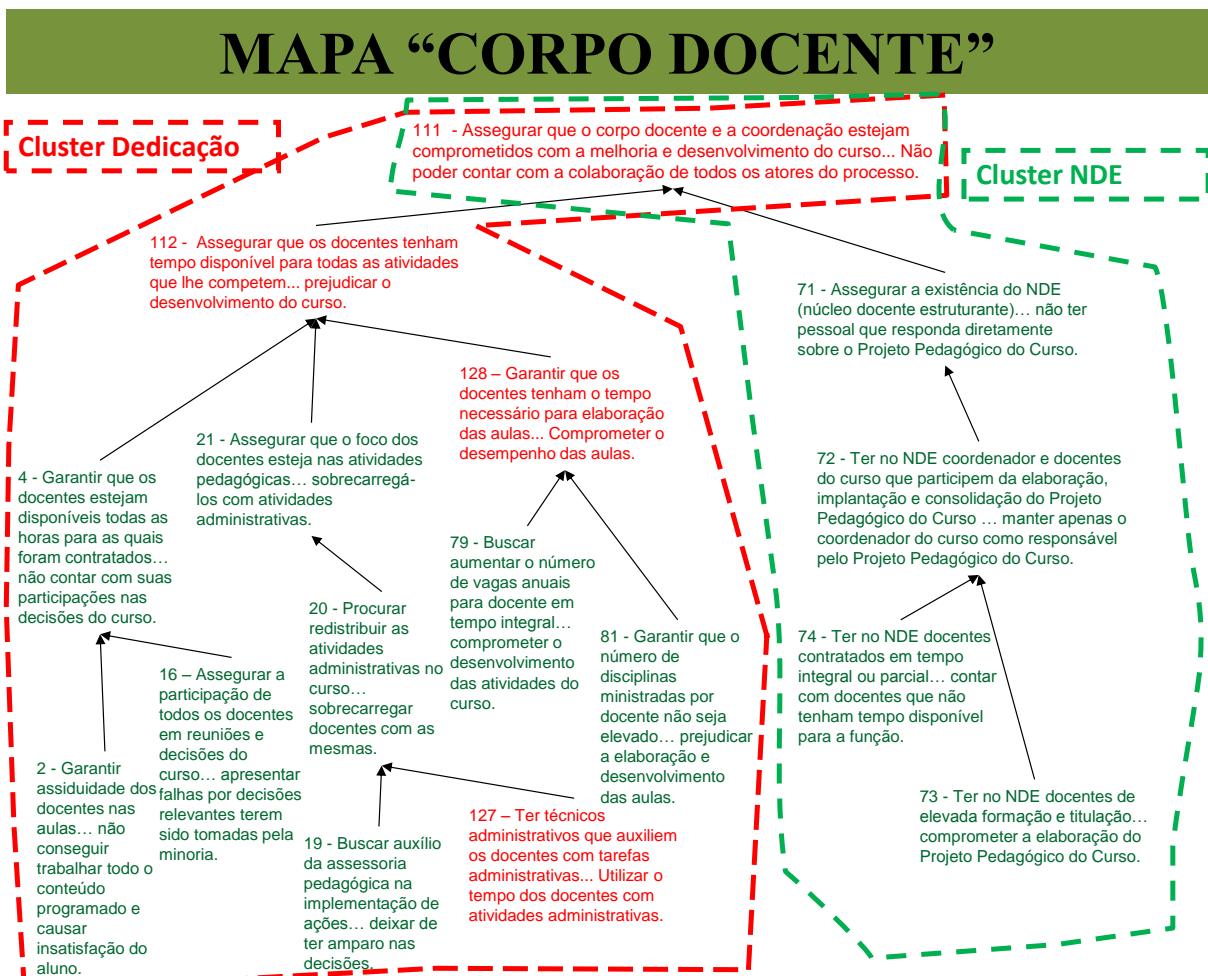 MAPA “CORPO DOCENTE”
Cluster Dedicação
111  - Assegurar que o corpo docente e a coordenação estejam
comprometidos com a melhoria e desenvolvimento do curso... Não
poder contar com a colaboração de todos os atores do processo.
Cluster NDE
112 -  Assegurar que os docentes tenham
tempo disponível para todas as atividades
que lhe competem... prejudicar o
desenvolvimento do curso.
71 - Assegurar a existência do NDE
(núcleo docente estruturante)… não ter
pessoal que responda diretamente
sobre o Projeto Pedagógico do Curso.
128 – Garantir que os
docentes tenham o tempo
necessário para elaboração
das aulas... Comprometer o
desempenho das aulas.
21 - Assegurar que o foco dos
docentes esteja nas atividades
pedagógicas… sobrecarregá-
los com atividades
administrativas.
4 - Garantir que os
docentes estejam
disponíveis todas as
horas para as quais
foram contratados…
não contar com suas
participações nas
decisões do curso.
72 - Ter no NDE coordenador e docentes
do curso que participem da elaboração,
implantação e consolidação do Projeto
Pedagógico do Curso … manter apenas o
coordenador do curso como responsável
pelo Projeto Pedagógico do Curso.
79 - Buscar
aumentar o número
de vagas anuais
para docente em
tempo integral…
comprometer o
desenvolvimento
das atividades do
curso.
20 - Procurar
redistribuir as
atividades
administrativas no
curso…
sobrecarregar
docentes com as
mesmas.
81 - Garantir que o
número de
disciplinas
ministradas por
docente não seja
elevado… prejudicar
a elaboração e
desenvolvimento
das aulas.
74 - Ter no NDE docentes
contratados em tempo
integral ou parcial… contar
com docentes que não
tenham tempo disponível
para a função.
16 – Assegurar a
participação de
todos os docentes
em reuniões e
decisões do
curso… apresentar
falhas por decisões
relevantes terem
sido tomadas pela
minoria.
2 - Garantir
assiduidade dos
docentes nas
aulas… não
conseguir
trabalhar todo o
conteúdo
programado e
causar
insatisfação do
aluno.
19 - Buscar auxílio
da assessoria
pedagógica na
implementação de
ações… deixar de
ter amparo nas
decisões.
127 – Ter técnicos
administrativos que auxiliem
os docentes com tarefas
administrativas... Utilizar o
tempo dos docentes com
atividades administrativas.
73 - Ter no NDE docentes de
elevada formação e titulação…
comprometer a elaboração do
Projeto Pedagógico do Curso.